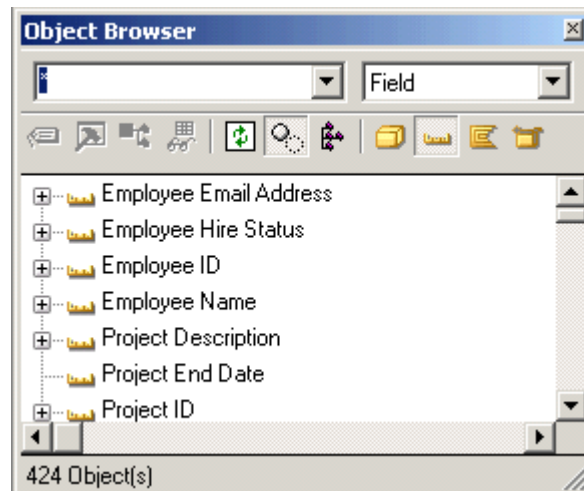 Object Browser
*
Field
Employee Email Address
Employee Hire Status
Employee ID
Employee Name
Project Description
Project End Date
Project ID
424 Object(s)